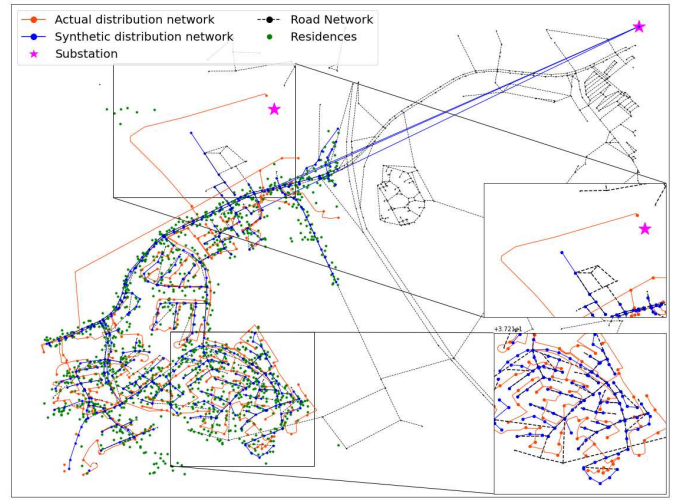 Actual distribution network
Synthetic distribution network
Substation
Road Network
Residences
+3.721e1